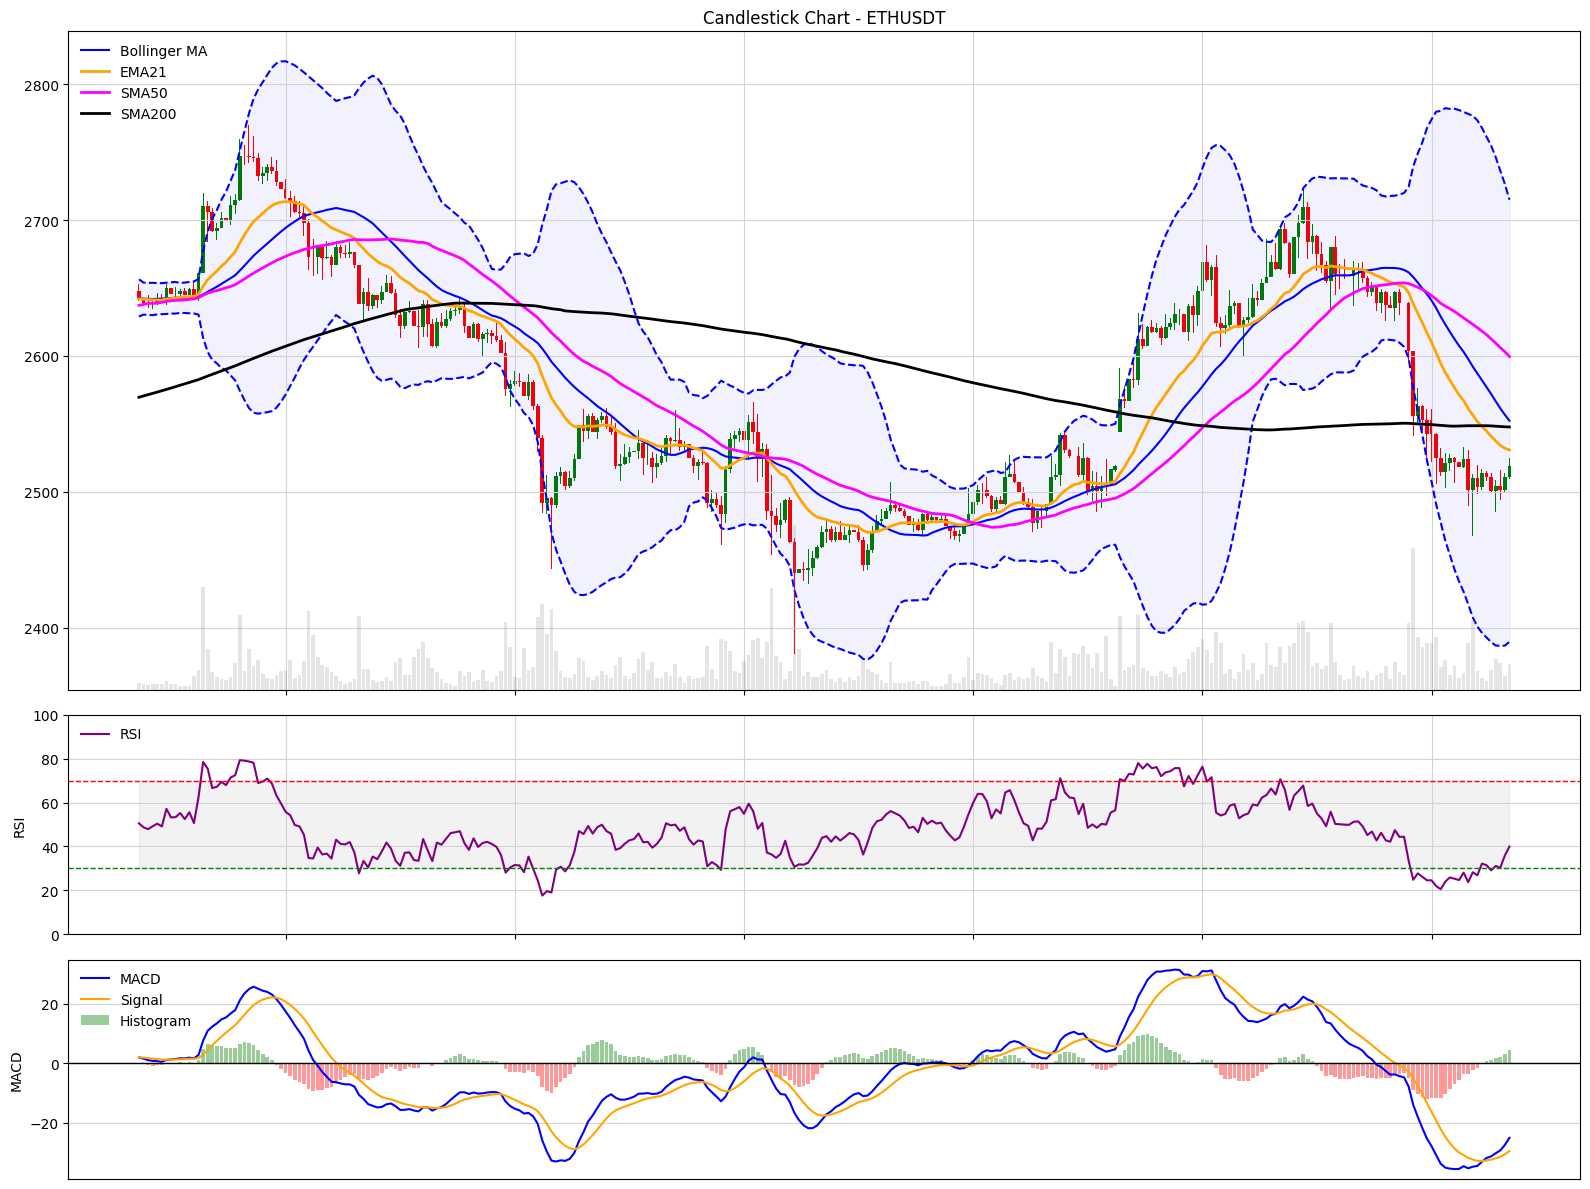 Candlestick Chart - ETHUSDT
Bollinger MA
EMA21
SMA50
SMA200
2800
2700
2600
2500
2400
RSI
100
80
60
40
20
0
RSI
MACD
Signal
Histogram
20
0
−20
MACD